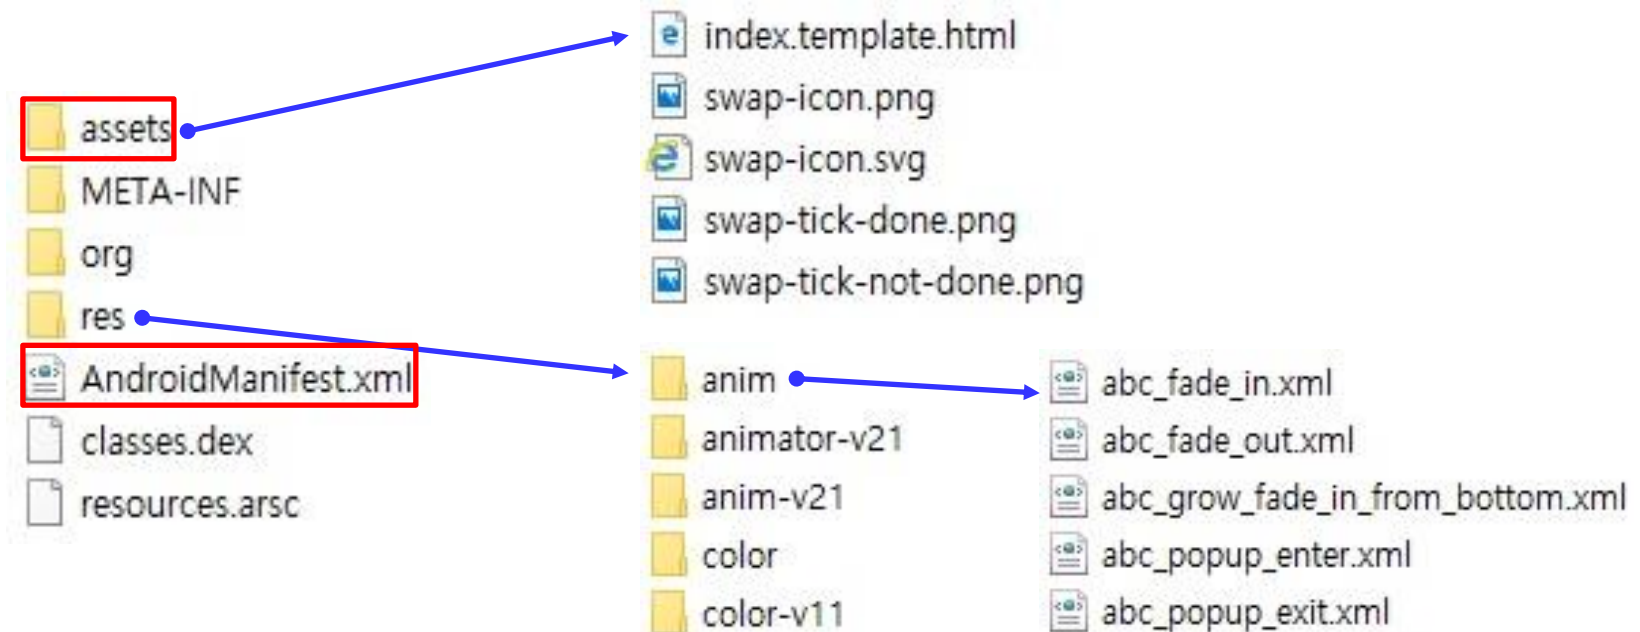 assets
META-INF
org
res
AndroidManifest.xml
classes.dex
resources.arsc
index.template.html
swap-icon.png
swap-icon.svg
swap-tick-done.png
swap-tick-not-done.png
anim
animator-v21
anim-v21
color
color-v11
abc_fade_in.xml
abc_fade_out.xml
abc_grow_fade_in_from_bottom.xml
abc_popup_enter.xml
abc_popup_exit.xml